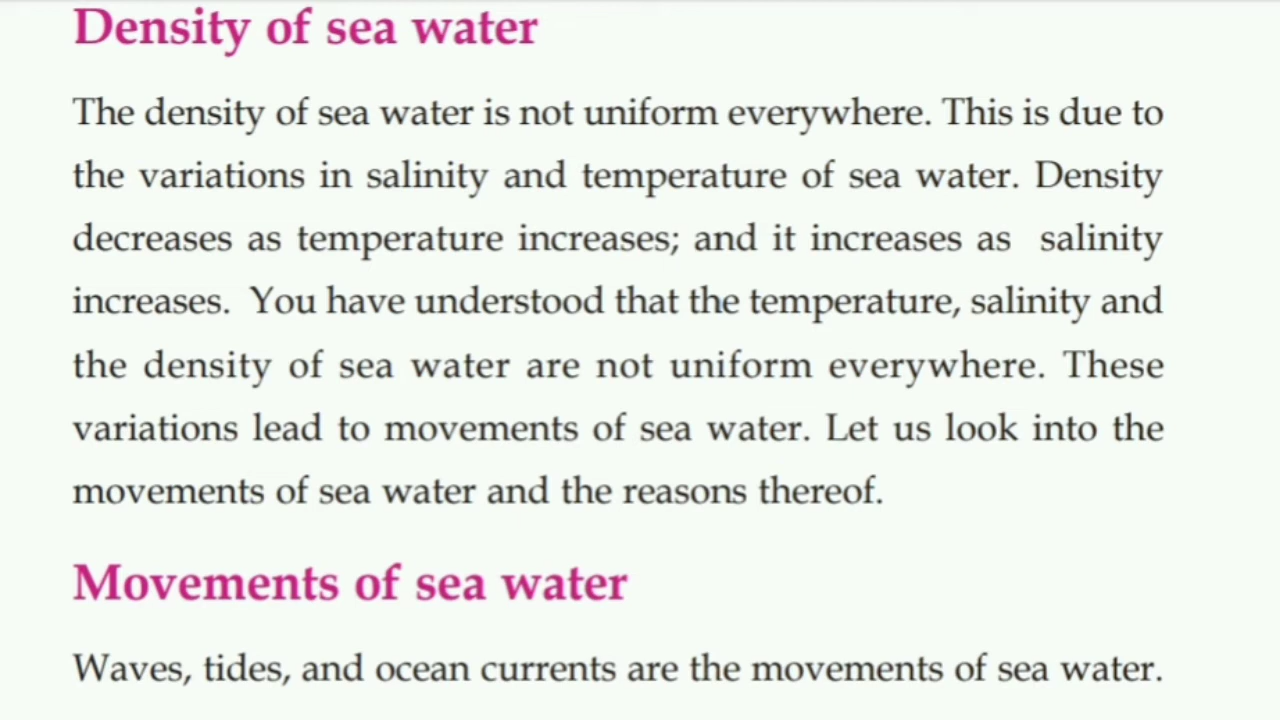 Density of sea water
The density of sea water is not uniform everywhere. This is due to
the variations in salinity and temperature of sea water. Density
decreases as temperature increases; and it increases as salinity
increases. You have understood that the temperature, salinity and
the density of sea water are not uniform everywhere. These
variations lead to movements of sea water. Let us look into the
movements of sea water and the reasons thereof.
Movements of sea water
Waves, tides, and ocean currents are the movements of sea water.